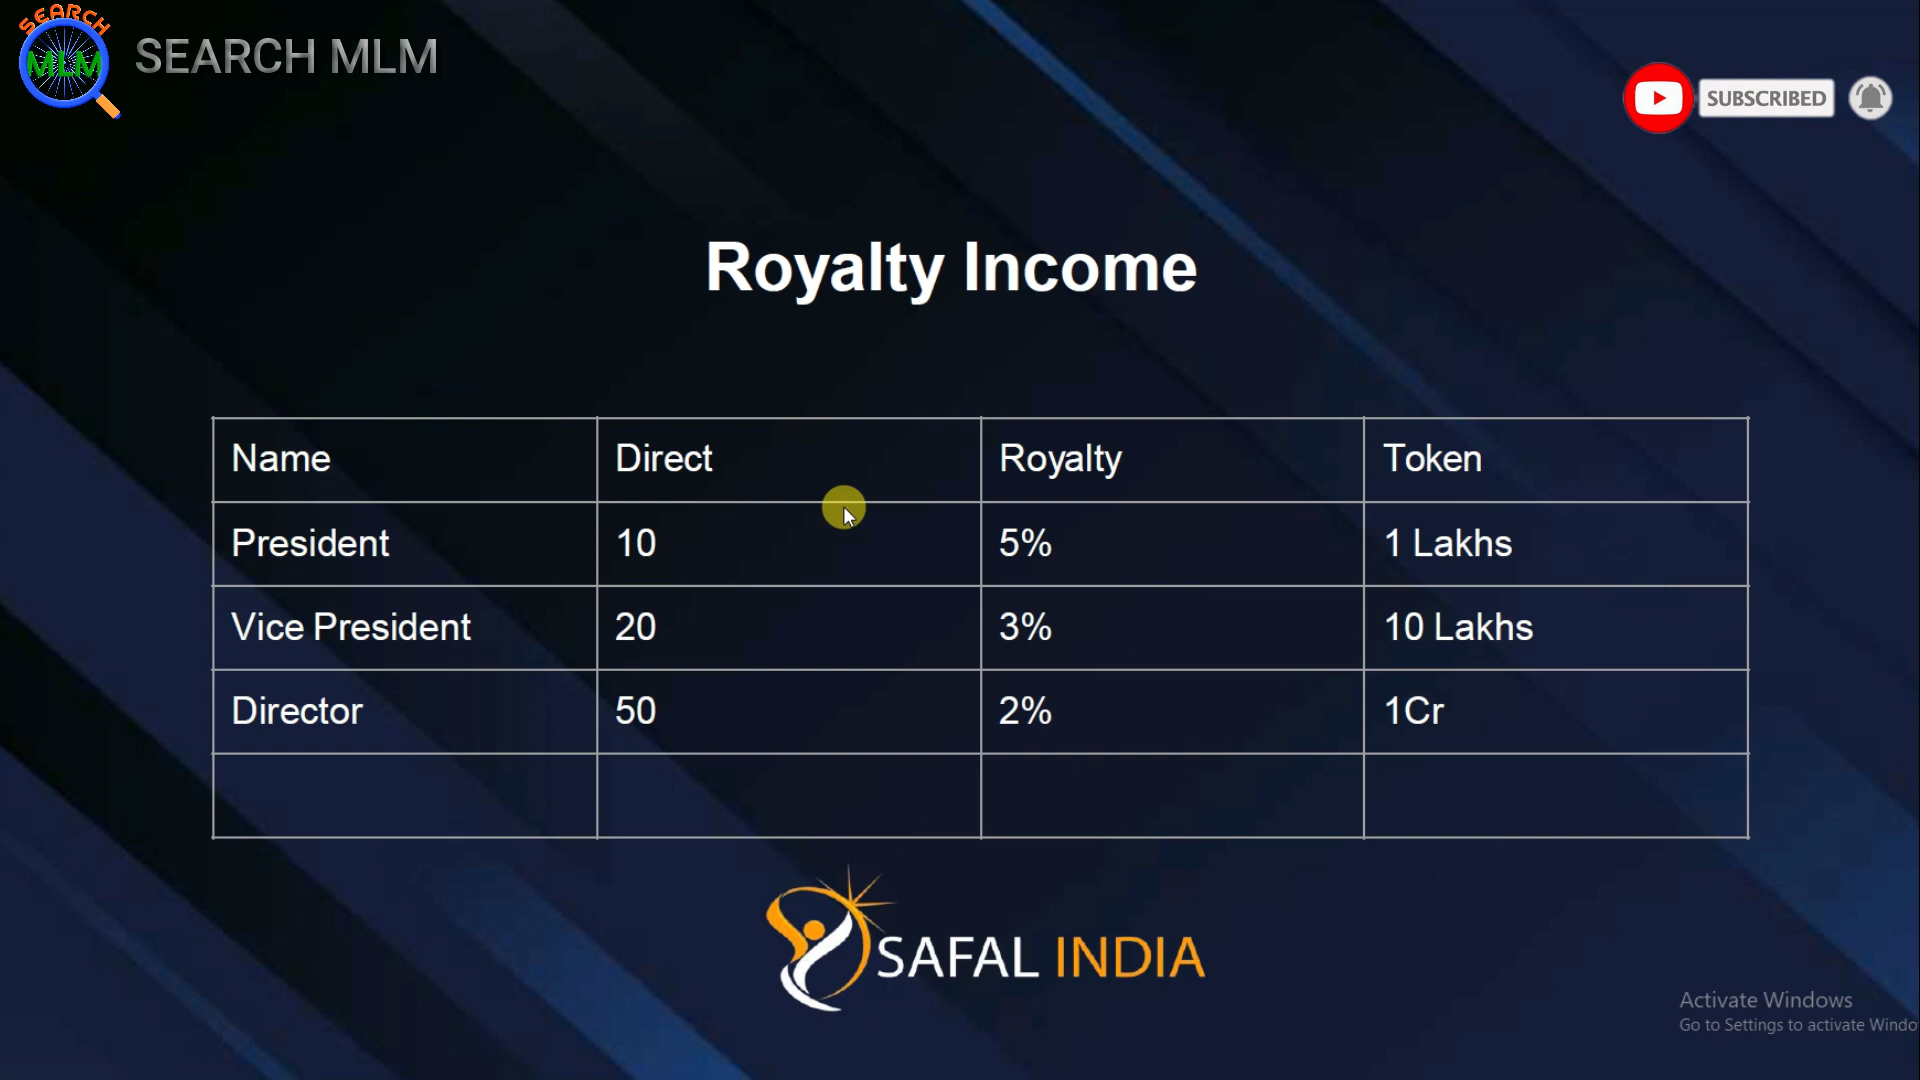 SEARCH
MLM
SEARCH MLM
SUBSCRIBED
Royalty Income
Name Direct Royalty Token
President 10 5% 1 Lakhs
Vice President 20 3% 10 Lakhs
Director 50 2% 1Cr
SAFAL INDIA
Activate Windows
Go to Settings to activate Windo